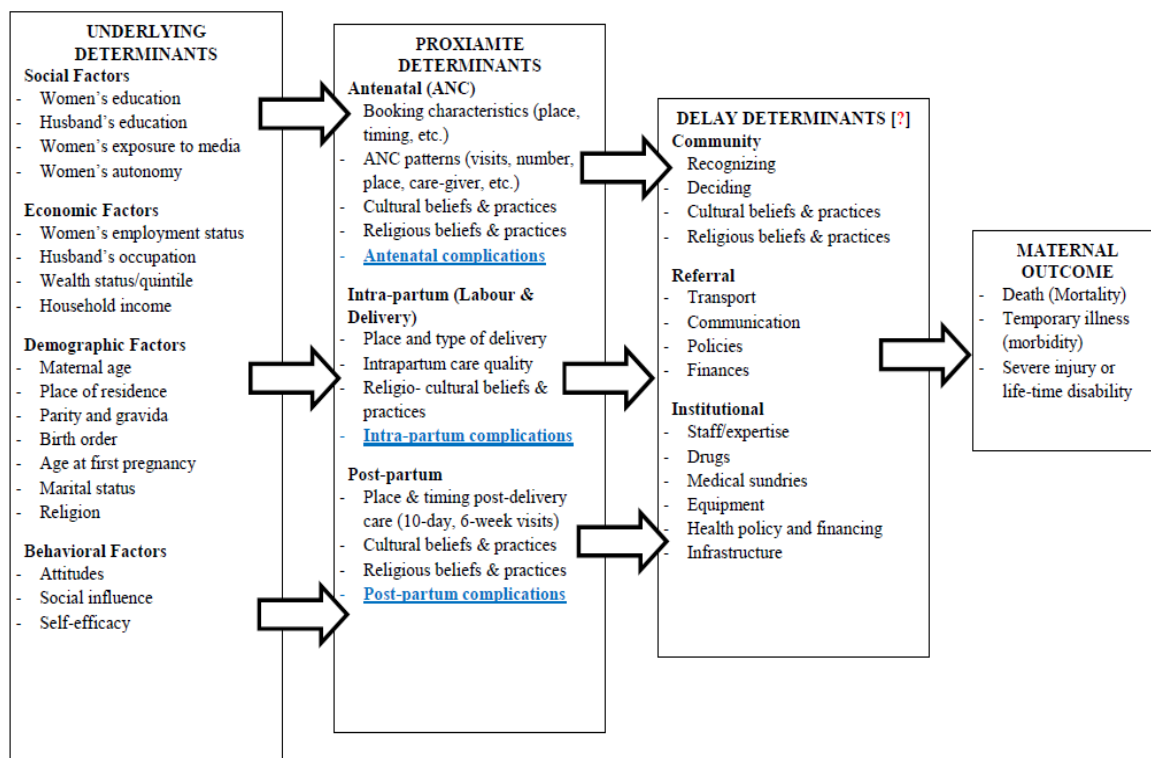 UNDERLYING
DETERMINANTS
Social Factors
- Women's education
- Husband's education
- Women's exposure to media
- Women's autonomy
Economic Factors
- Women's employment status
- Husband's occupation
- Wealth status/quintile
- Household income
Demographic Factors
- Maternal age
- Place of residence
- Parity and gravida
- Birth order
- Age at first pregnancy
- Marital status
- Religion
Behavioral Factors
- Attitudes
- Social influence
- Self-efficacy
PROXIAMTE
DETERMINANTS
Antenatal (ANC)
- Booking characteristics (place,
timing, etc.)
- ANC patterns (visits, number,
place, care-giver, etc.)
- Cultural beliefs & practices
- Religious beliefs & practices
- Antenatal complications
Intra-partum (Labour &
Delivery)
- Place and type of delivery
- Intrapartum care quality
- Religio- cultural beliefs &
practices
- Intra-partum complications
Post-partum
- Place & timing post-delivery
care (10-day, 6-week visits)
- Cultural beliefs & practices
- Religious beliefs & practices
- Post-partum complications
DELAY DETERMINANTS [?]
Community
- Recognizing
- Deciding
- Cultural beliefs & practices
- Religious beliefs & practices
Referral
- Transport
- Communication
- Policies
- Finances
Institutional
- Staff/expertise
- Drugs
- Medical sundries
- Equipment
- Health policy and financing
- Infrastructure
MATERNAL
OUTCOME
- Death (Mortality)
- Temporary illness
(morbidity)
- Severe injury or
life-time disability